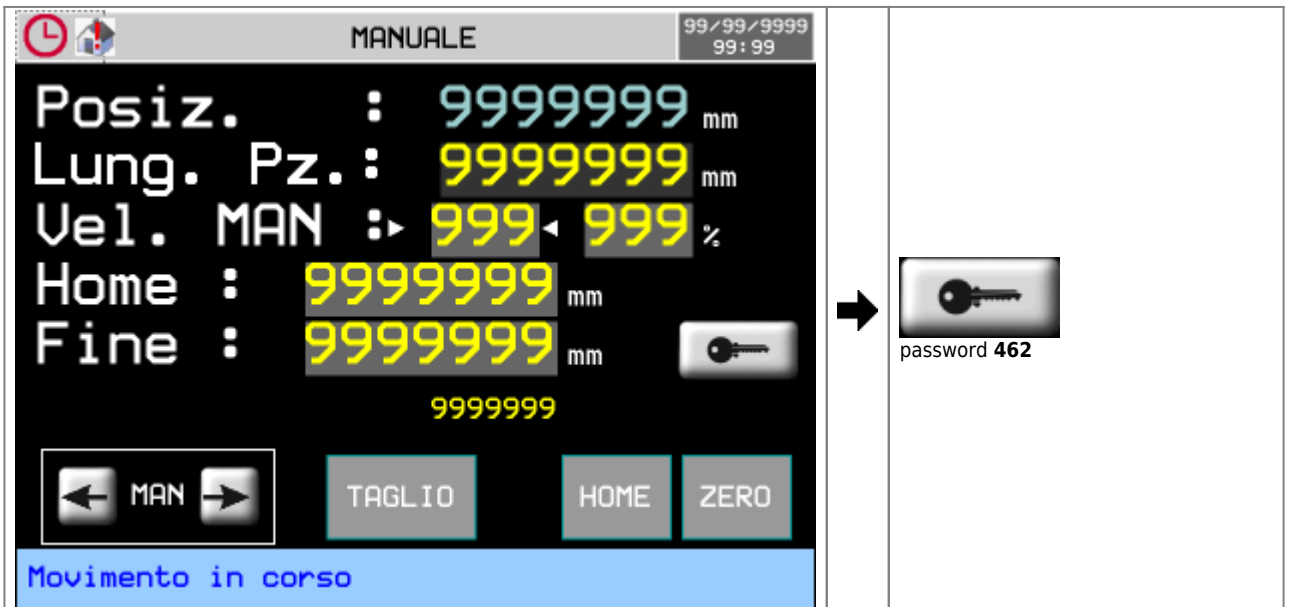 MANUALE
99/99/9999
99:99
Posiz. : 9999999 mm
Lung. Pz.: 9999999 mm
Vel. MAN : 999 999 %
Home : 9999999 mm
Fine : 9999999 mm
9999999
MAN
TAGLIO
HOME
ZERO
Movimento in corso
password 462